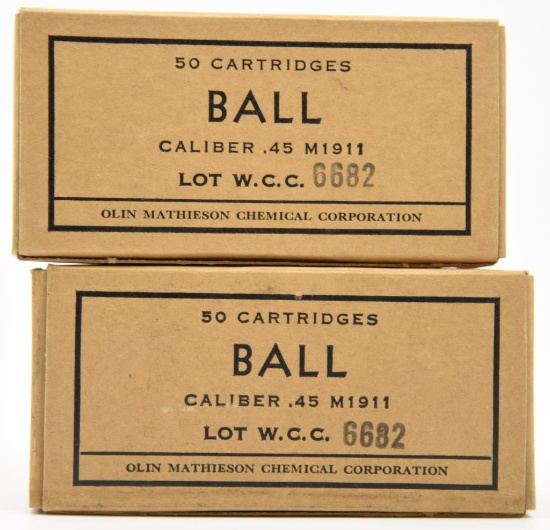 50 CARTRIDGES
BALL
CALIBER .45 M1911
LOT W.C.C. 6682
OLIN MATHIESON CHEMICAL CORPORATION
50 CARTRIDGES
BALL
CALIBER .45 M1911
LOT W.C.C. 6682
OLIN MATHIESON CHEMICAL CORPORATION